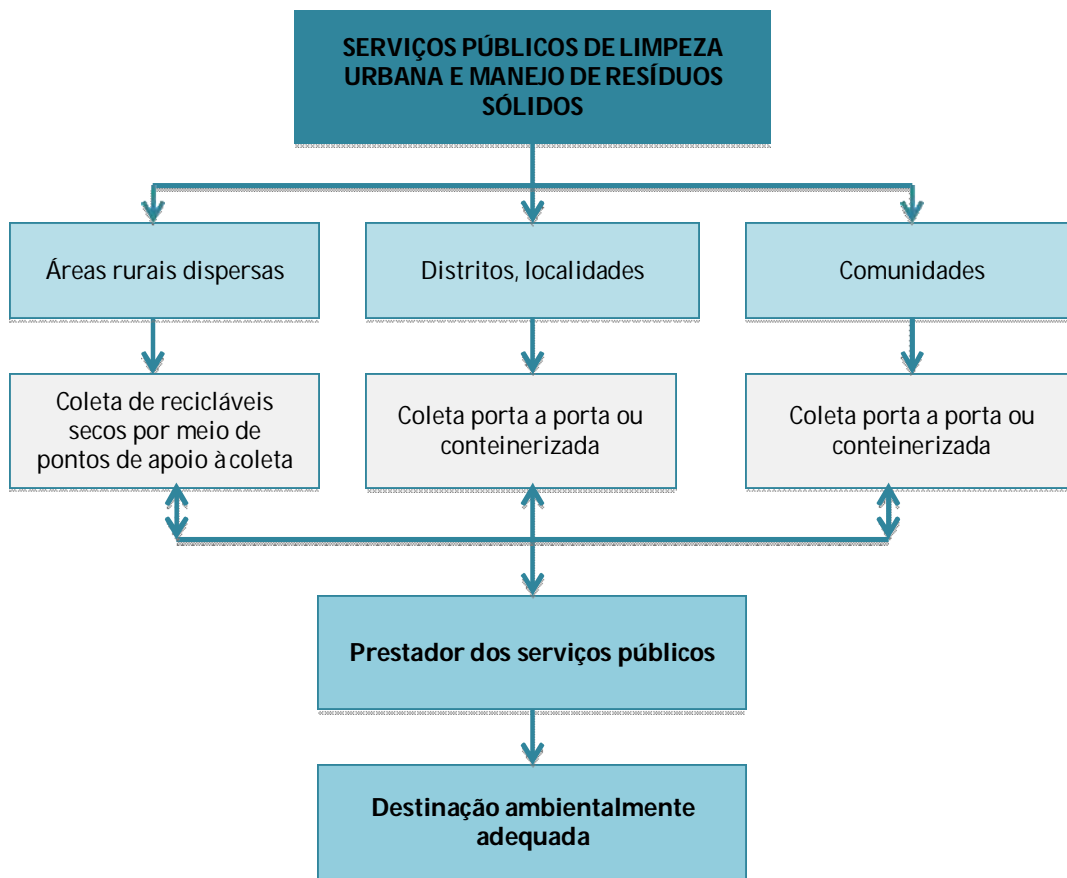 SERVIÇOS PÚBLICOS DE LIMPEZA
URBANA E MANEJO DE RESÍDUOS
SÓLIDOS
Áreas rurais dispersas
Distritos, localidades
Comunidades
Coleta de recicláveis
secos por meio de
pontos de apoio à coleta
Coleta porta a porta ou
conteinerizada
Coleta porta a porta ou
conteinerizada
Prestador dos serviços públicos
Destinação ambientalmente
adequada